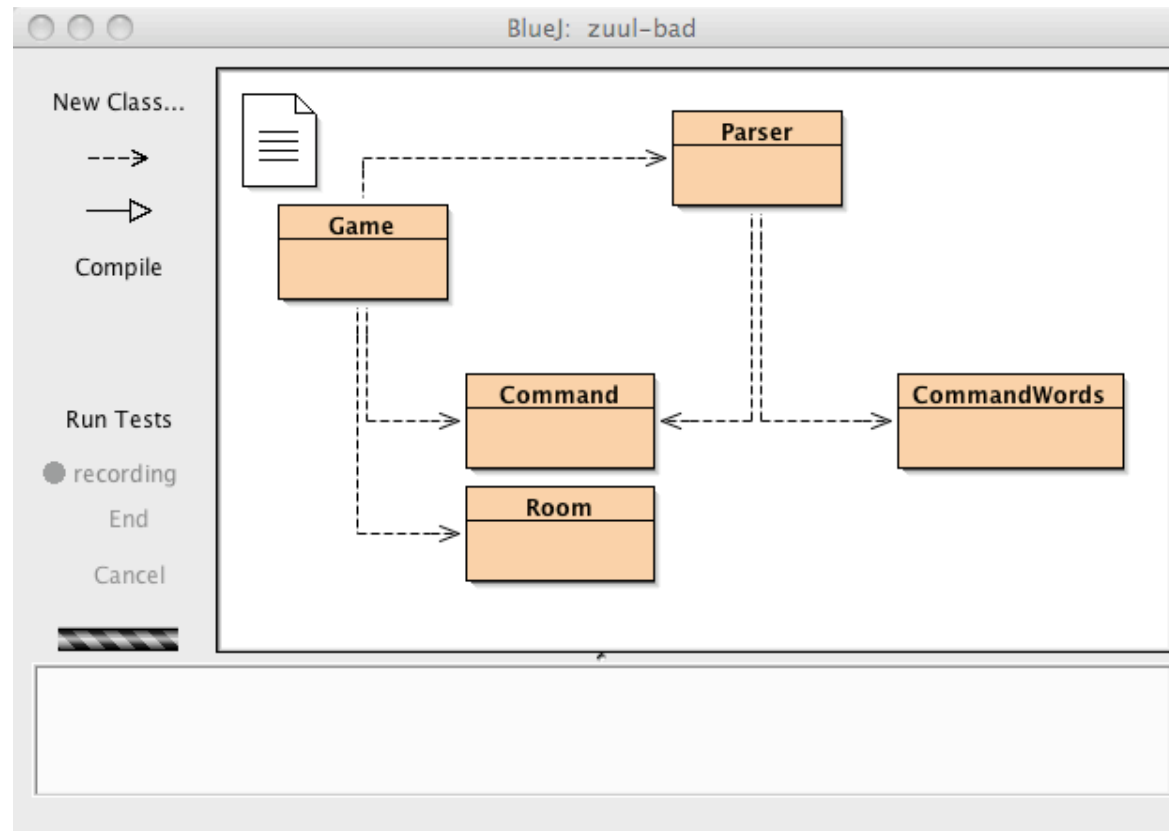 BlueJ: zuul-bad
New Class...
Compile
Run Tests
recording
End
Cancel
Parser
Game
Command
CommandWords
Room